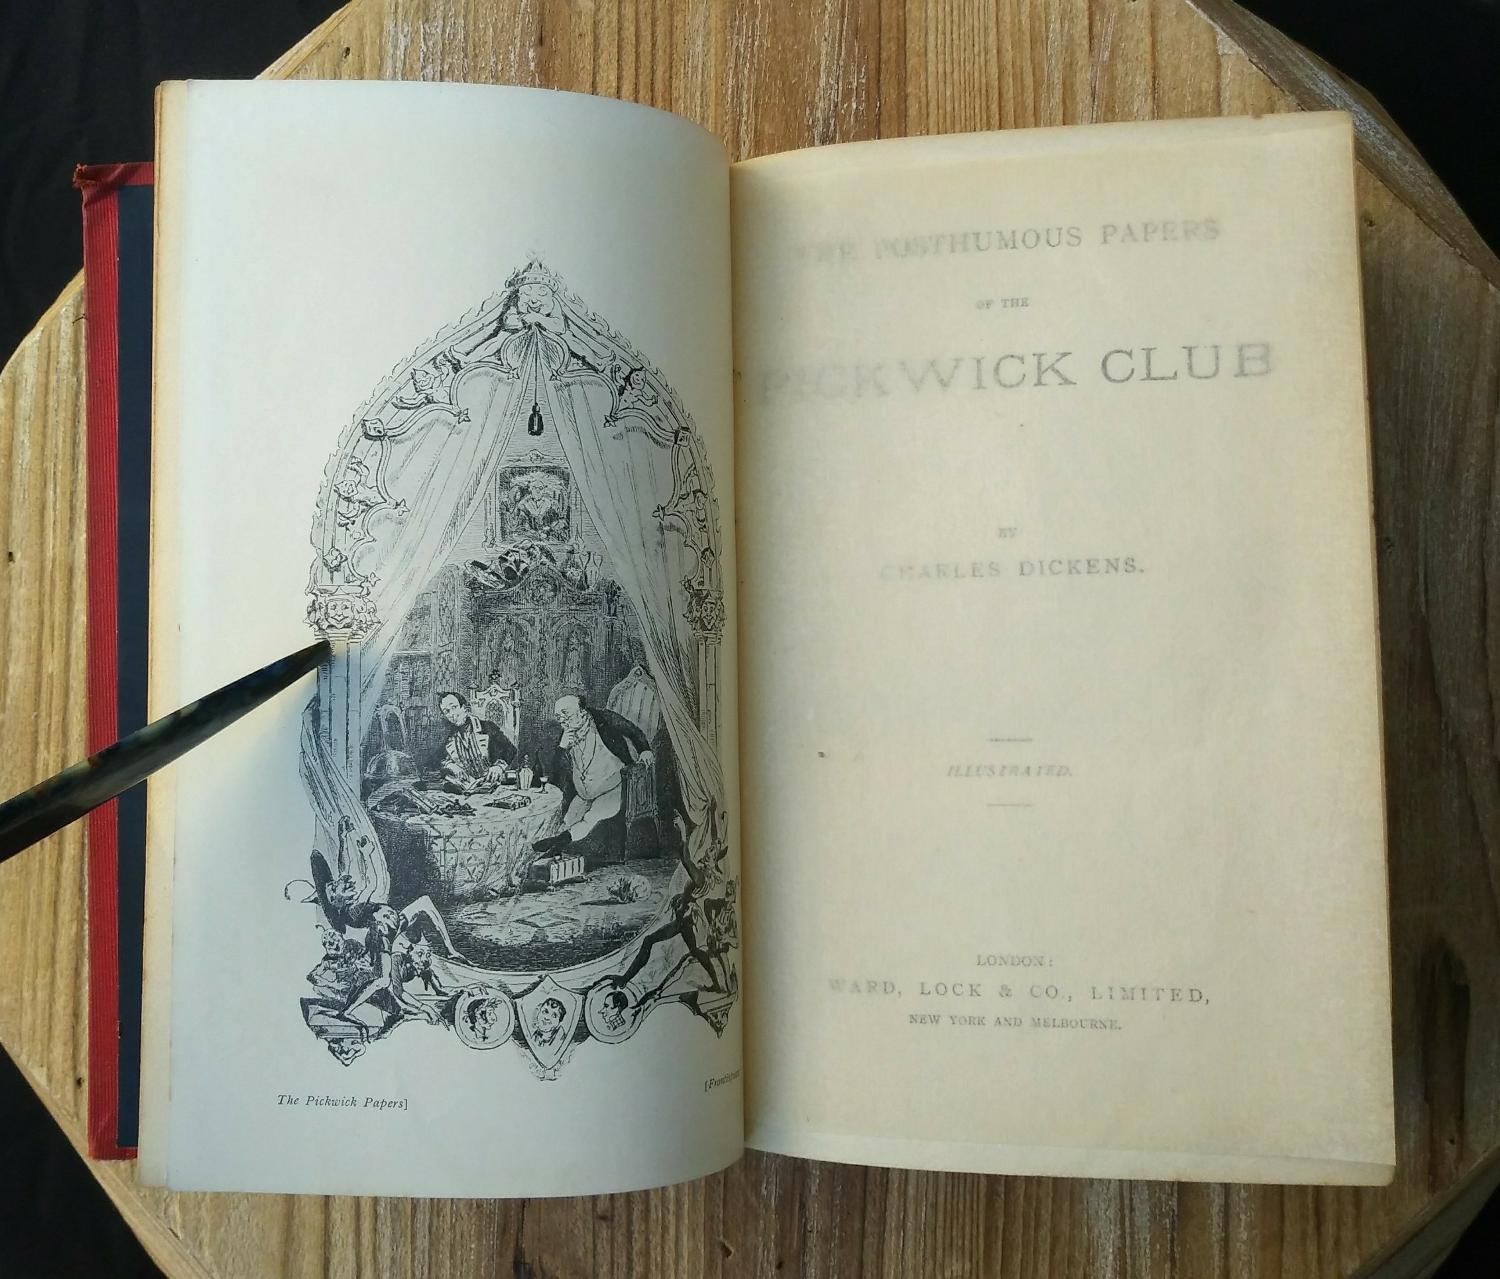 The Pickwick Papers]
THE POSTHUMOUS PAPERS
OF THE
PICKWICK CLUB
BY
CHARLES DICKENS.
ILLUSTRATED.
LONDON:
WARD, LOCK & CO., LIMITED,
NEW YORK AND MELBOURNE.